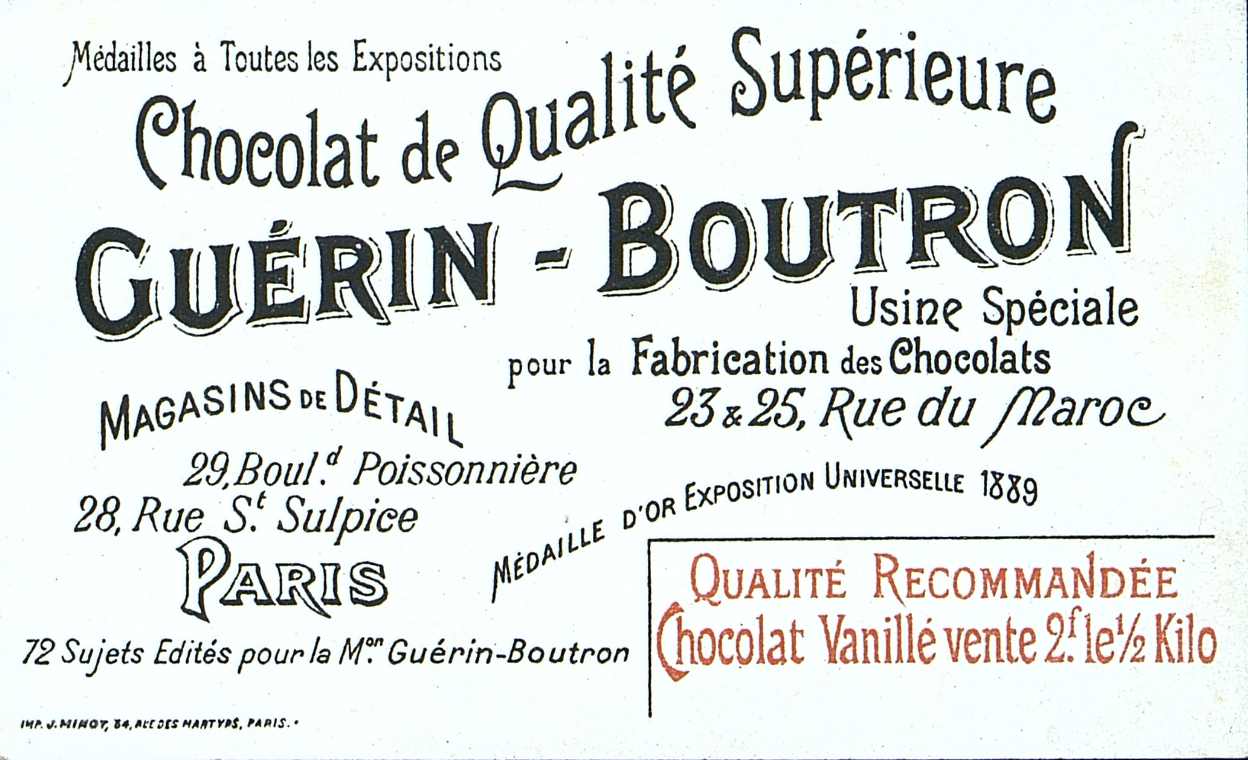 Médailles à Toutes les Expositions
Chocolat de Qualité Supérieure
GUÉRIN - BOUTRON
Usine Spéciale
pour la Fabrication des Chocolats
23 & 25, Rue du Maroc
MAGASINS DE DÉTAIL
29, Boul.d Poissonnière
28, Rue St. Sulpice
PARIS
MÉDAILLE D'OR EXPOSITION UNIVERSELLE 1889
QUALITÉ RECOMMANDÉE
Chocolat Vanillé vente 2.f le ½ Kilo
72 Sujets Edités pour la Mon. Guérin-Boutron
IMP. J. MINOT, 34, RUE DES MARTYRS, PARIS.